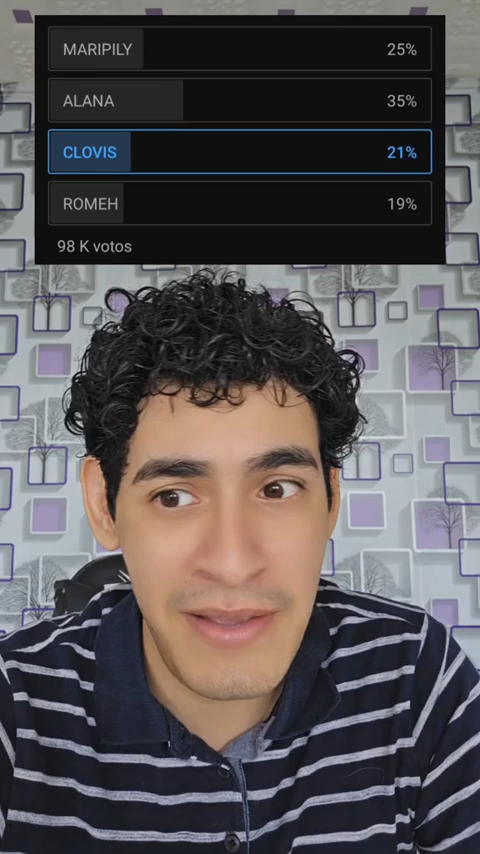 MARIPILY 25%
ALANA 35%
CLOVIS 21%
ROMEH 19%
98 K votos